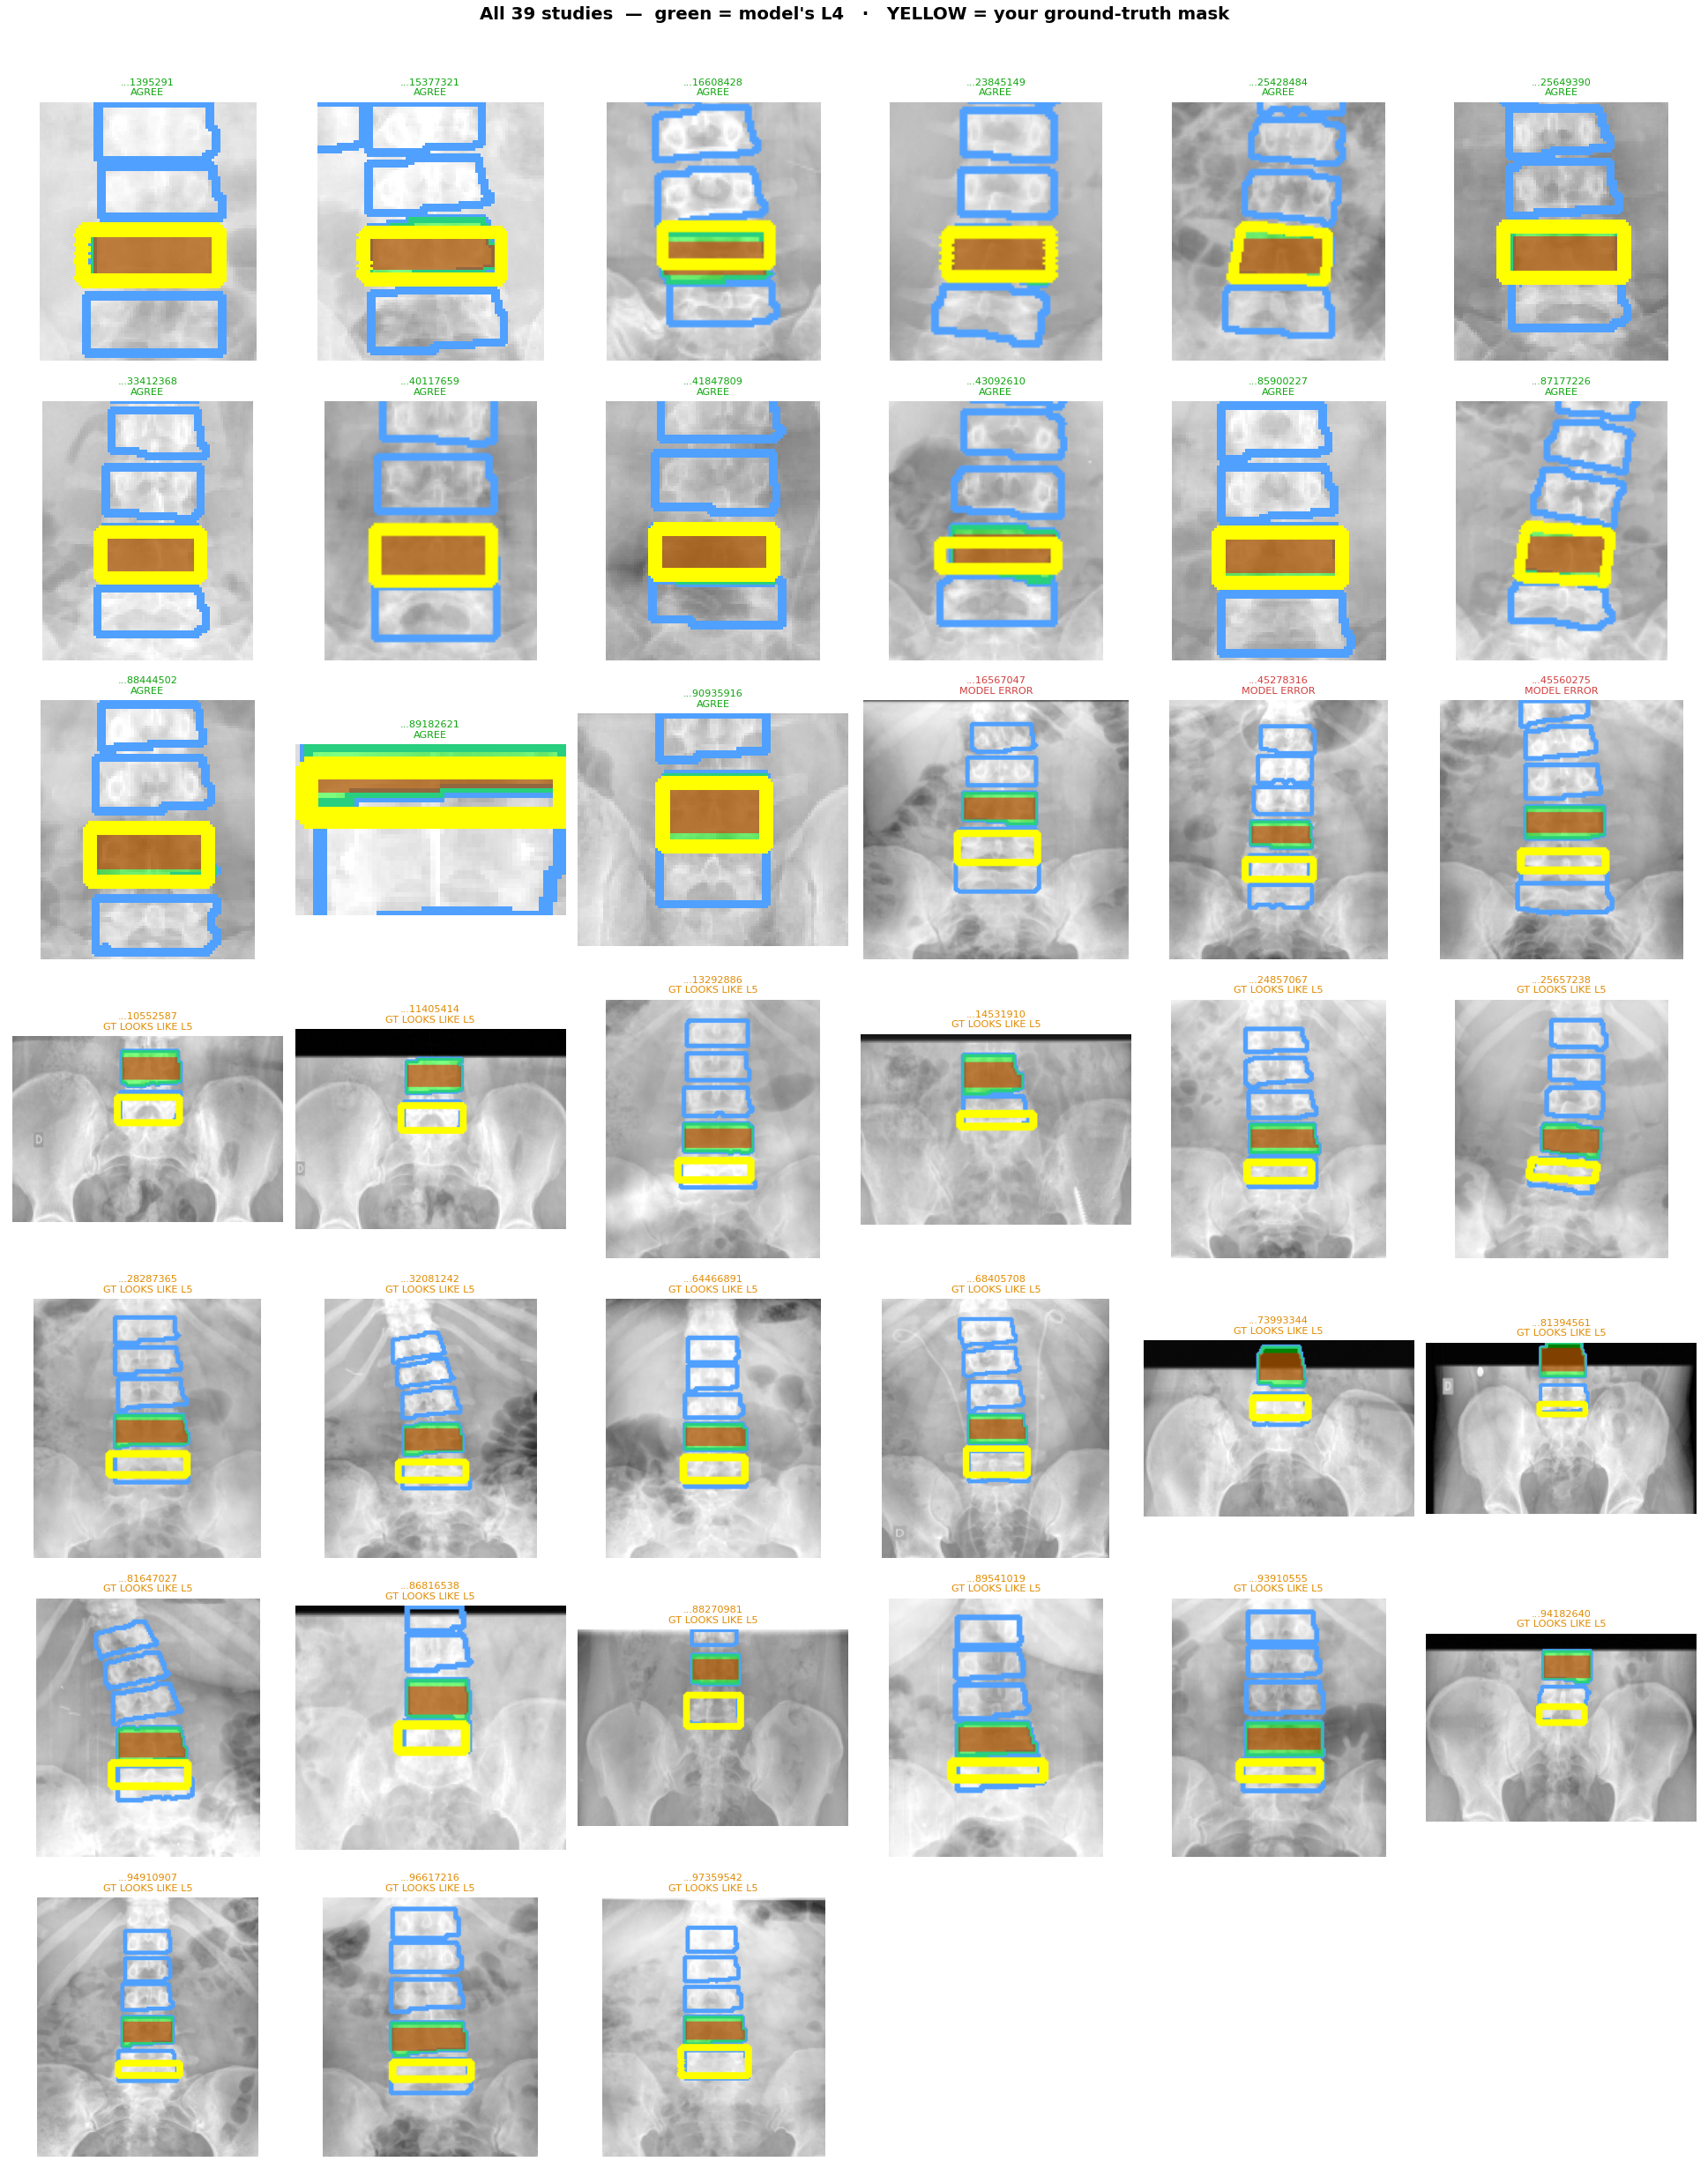 All 39 studies — green = model's L4 · YELLOW = your ground-truth mask
...1395291
AGREE
...15377321
AGREE
...16608428
AGREE
...23845149
AGREE
...25428484
AGREE
...25649390
AGREE
...33412368
AGREE
...40117659
AGREE
...41847809
AGREE
...43092610
AGREE
...85900227
AGREE
...87177226
AGREE
...88444502
AGREE
...89182621
AGREE
...90935916
AGREE
...16567047
MODEL ERROR
...45278316
MODEL ERROR
...45560275
MODEL ERROR
...10552587
GT LOOKS LIKE L5
D
...11405414
GT LOOKS LIKE L5
D
...13292886
GT LOOKS LIKE L5
...14531910
GT LOOKS LIKE L5
...24857067
GT LOOKS LIKE L5
...25657238
GT LOOKS LIKE L5
...28287365
GT LOOKS LIKE L5
...32081242
GT LOOKS LIKE L5
...64466891
GT LOOKS LIKE L5
...68405708
GT LOOKS LIKE L5
D
...73993344
GT LOOKS LIKE L5
...81394561
GT LOOKS LIKE L5
D
...81647027
GT LOOKS LIKE L5
...86816538
GT LOOKS LIKE L5
...88270981
GT LOOKS LIKE L5
...89541019
GT LOOKS LIKE L5
...93910555
GT LOOKS LIKE L5
...94182640
GT LOOKS LIKE L5
...94910907
GT LOOKS LIKE L5
...96617216
GT LOOKS LIKE L5
...97359542
GT LOOKS LIKE L5